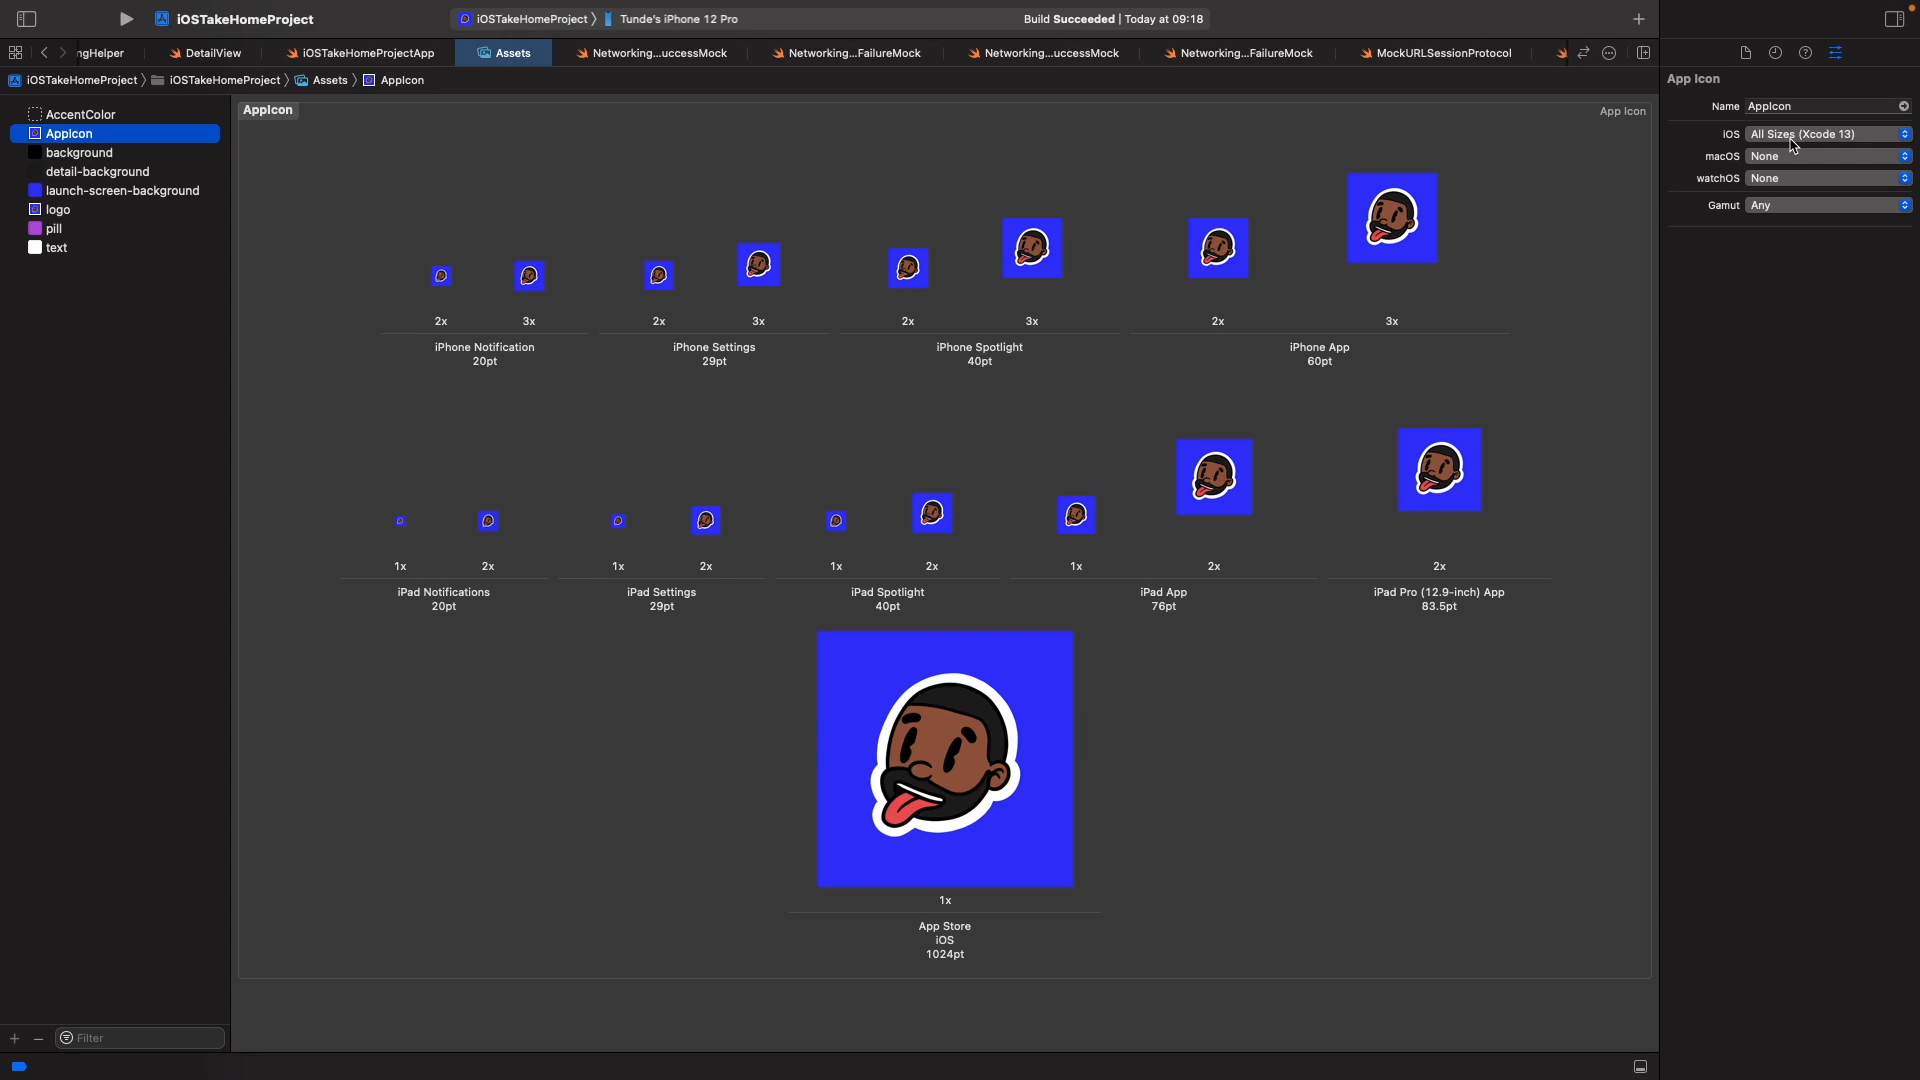 iOSTakeHomeProject
iOSTakeHomeProject 〉 Tunde's iPhone 12 Pro
Build Succeeded | Today at 09:18
ngHelper
DetailView
iOSTakeHomeProjectApp
Assets
Networking...uccessMock
Networking...FailureMock
Networking...uccessMock
Networking...FailureMock
MockURLSessionProtocol
iOSTakeHomeProject 〉 iOSTakeHomeProject 〉 Assets 〉 AppIcon
AccentColor
AppIcon
background
detail-background
launch-screen-background
logo
pill
text
Filter
AppIcon
App Icon
2x
3x
2x
3x
2x
3x
2x
3x
iPhone Notification
20pt
iPhone Settings
29pt
iPhone Spotlight
40pt
iPhone App
60pt
1x
2x
1x
2x
1x
2x
1x
2x
2x
iPad Notifications
20pt
iPad Settings
29pt
iPad Spotlight
40pt
iPad App
76pt
iPad Pro (12.9-inch) App
83.5pt
1x
App Store
iOS
1024pt
App Icon
Name AppIcon
iOS All Sizes (Xcode 13)
macOS None
watchOS None
Gamut Any